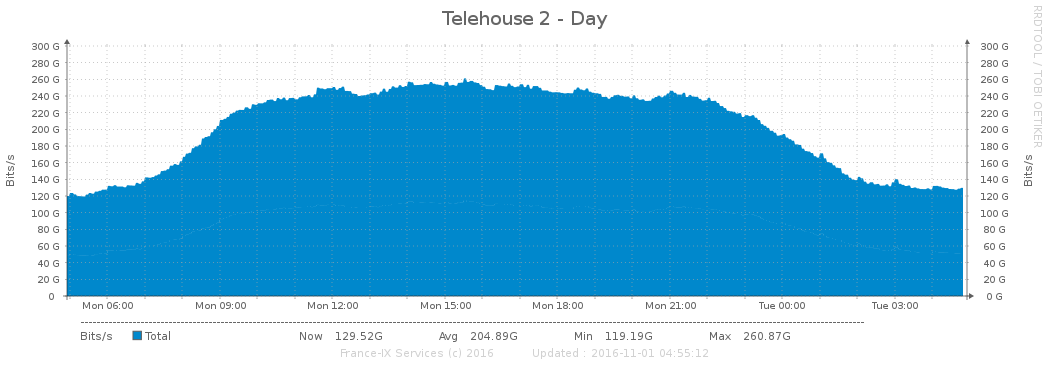 Telehouse 2 - Day
RRDTOOL / TOBI OETIKER
Bits/s
300 G
280 G
260 G
240 G
220 G
200 G
180 G
160 G
140 G
120 G
100 G
80 G
60 G
40 G
20 G
0
300 G
280 G
260 G
240 G
220 G
200 G
180 G
160 G
140 G
120 G
100 G
80 G
60 G
40 G
20 G
0 G
Bits/s
Mon 06:00 Mon 09:00 Mon 12:00 Mon 15:00 Mon 18:00 Mon 21:00 Tue 00:00 Tue 03:00
Bits/s Total Now 129.52G Avg 204.89G Min 119.19G Max 260.87G
France-IX Services (c) 2016 Updated : 2016-11-01 04:55:12